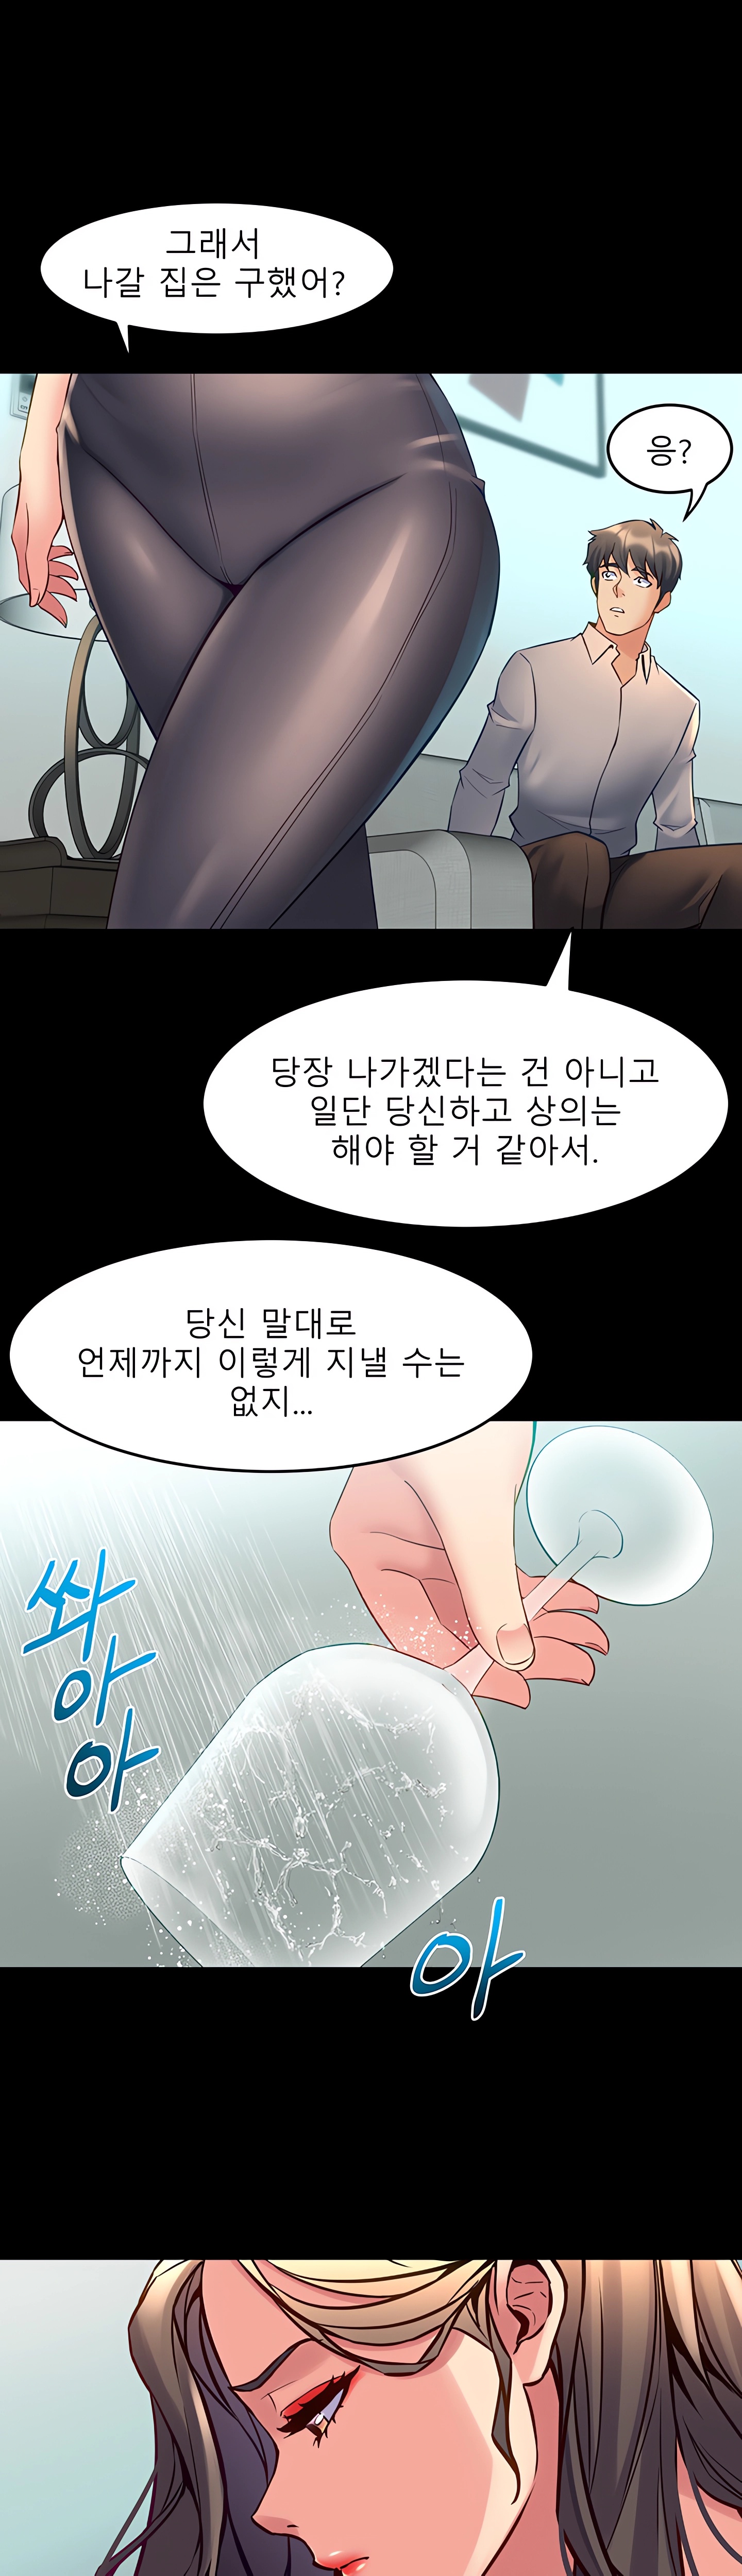 그래서
나갈 집은 구했어?
응?
당장 나가겠다는 건 아니고
일단 당신하고 상의는
해야 할 거 같아서.
당신 말대로
언제까지 이렇게 지낼 수는
없지...
쏴
아
아
아